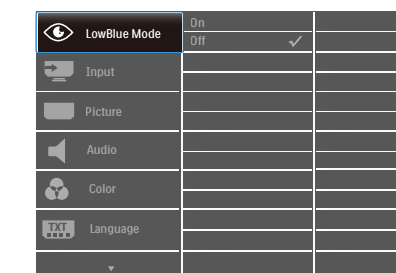 LowBlue Mode
On
Off
Input
Picture
Audio
Color
TXT
Language